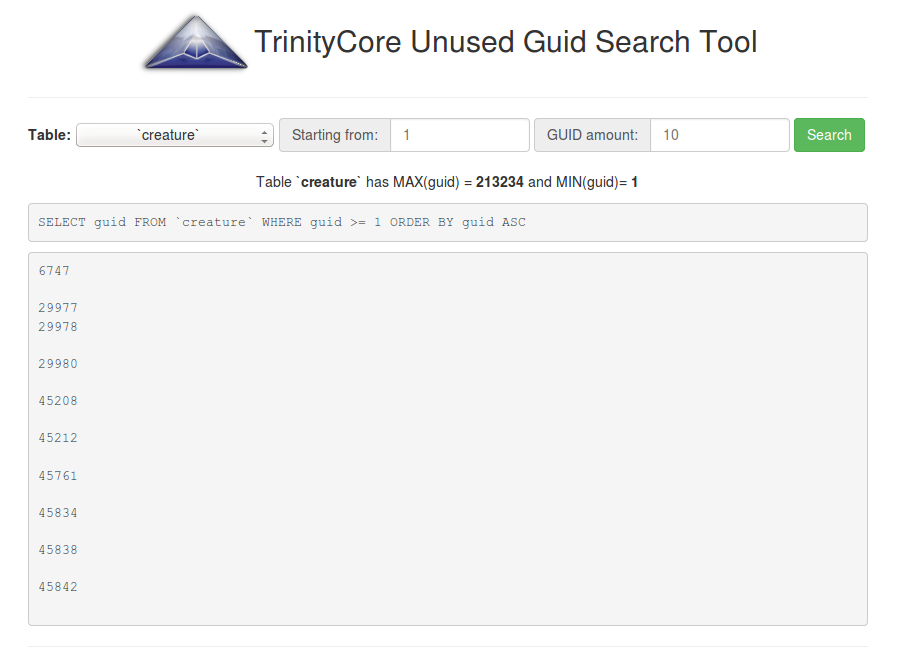 TrinityCore Unused Guid Search Tool
Table: `creature` Starting from: 1 GUID amount: 10 Search
Table `creature` has MAX(guid) = 213234 and MIN(guid)= 1
SELECT guid FROM `creature` WHERE guid >= 1 ORDER BY guid ASC
6747
29977
29978
29980
45208
45212
45761
45834
45838
45842